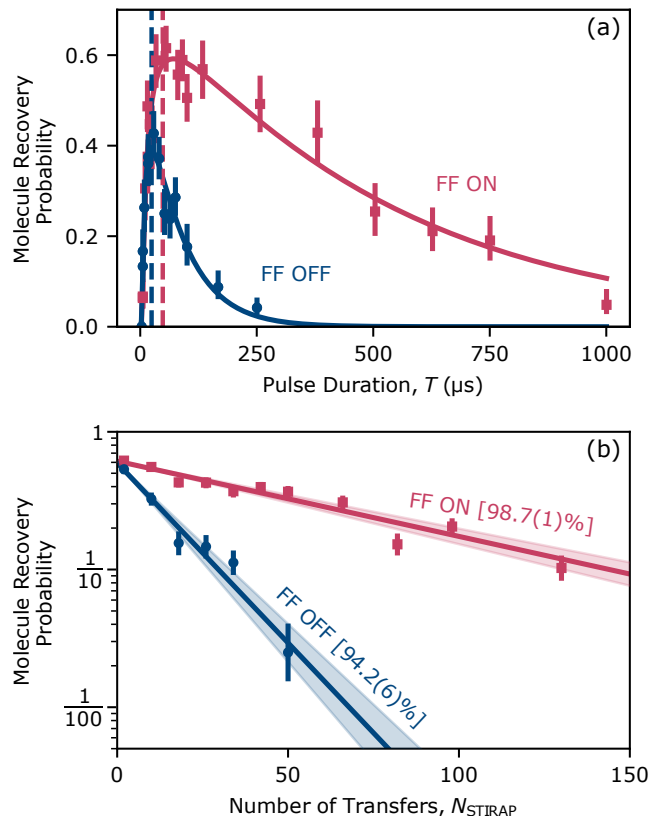 (a)
Molecule Recovery
Probability
0.6
0.4
0.2
0.0
FF ON
FF OFF
0 250 500 750 1000
Pulse Duration, T (μs)
(b)
Molecule Recovery
Probability
1
1/10
1/100
FF ON [98.7(1)%]
FF OFF [94.2(6)%]
0 50 100 150
Number of Transfers, N_STIRAP